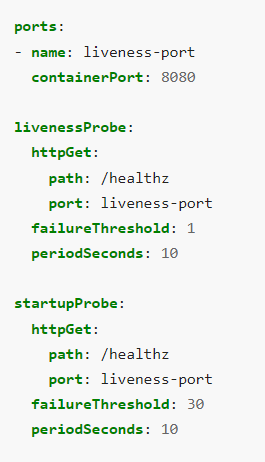 ports:
- name: liveness-port
  containerPort: 8080

livenessProbe:
  httpGet:
    path: /healthz
    port: liveness-port
  failureThreshold: 1
  periodSeconds: 10

startupProbe:
  httpGet:
    path: /healthz
    port: liveness-port
  failureThreshold: 30
  periodSeconds: 10